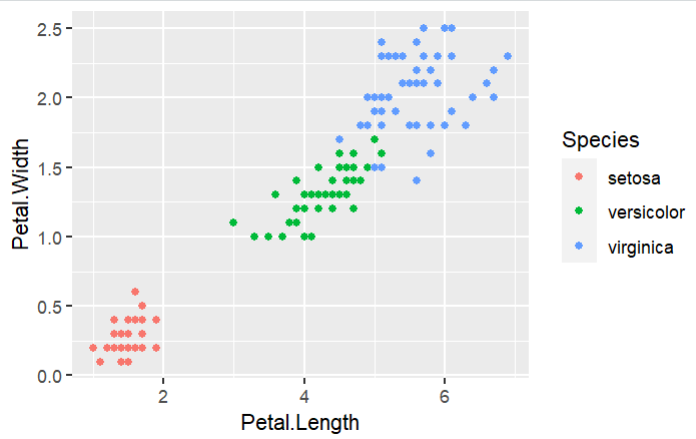 2.5
2.0
1.5
1.0
0.5
0.0
Petal.Width
2 4 6
Petal.Length
Species
setosa
versicolor
virginica